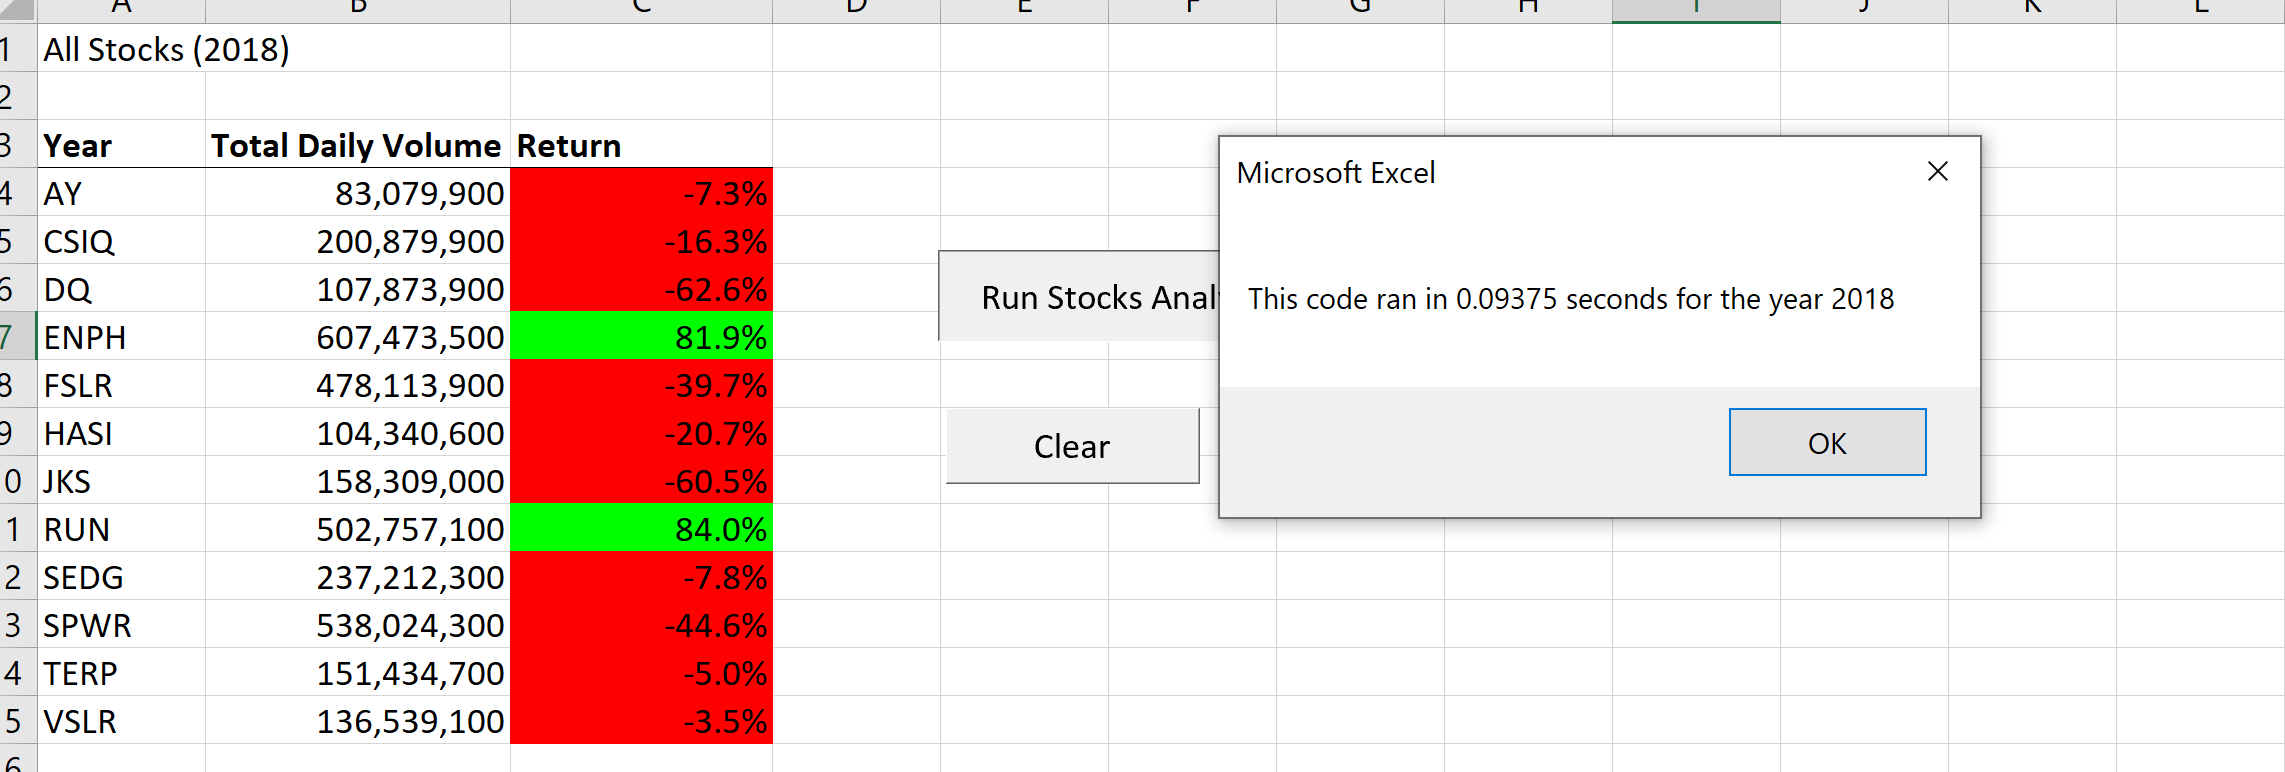 A B C D E F G H I J K L
1 All Stocks (2018)
2
3 Year Total Daily Volume Return
4 AY 83,079,900 -7.3%
5 CSIQ 200,879,900 -16.3%
6 DQ 107,873,900 -62.6%
7 ENPH 607,473,500 81.9%
8 FSLR 478,113,900 -39.7%
9 HASI 104,340,600 -20.7%
0 JKS 158,309,000 -60.5%
1 RUN 502,757,100 84.0%
2 SEDG 237,212,300 -7.8%
3 SPWR 538,024,300 -44.6%
4 TERP 151,434,700 -5.0%
5 VSLR 136,539,100 -3.5%
6
Run Stocks Anal
Clear
Microsoft Excel
This code ran in 0.09375 seconds for the year 2018
OK